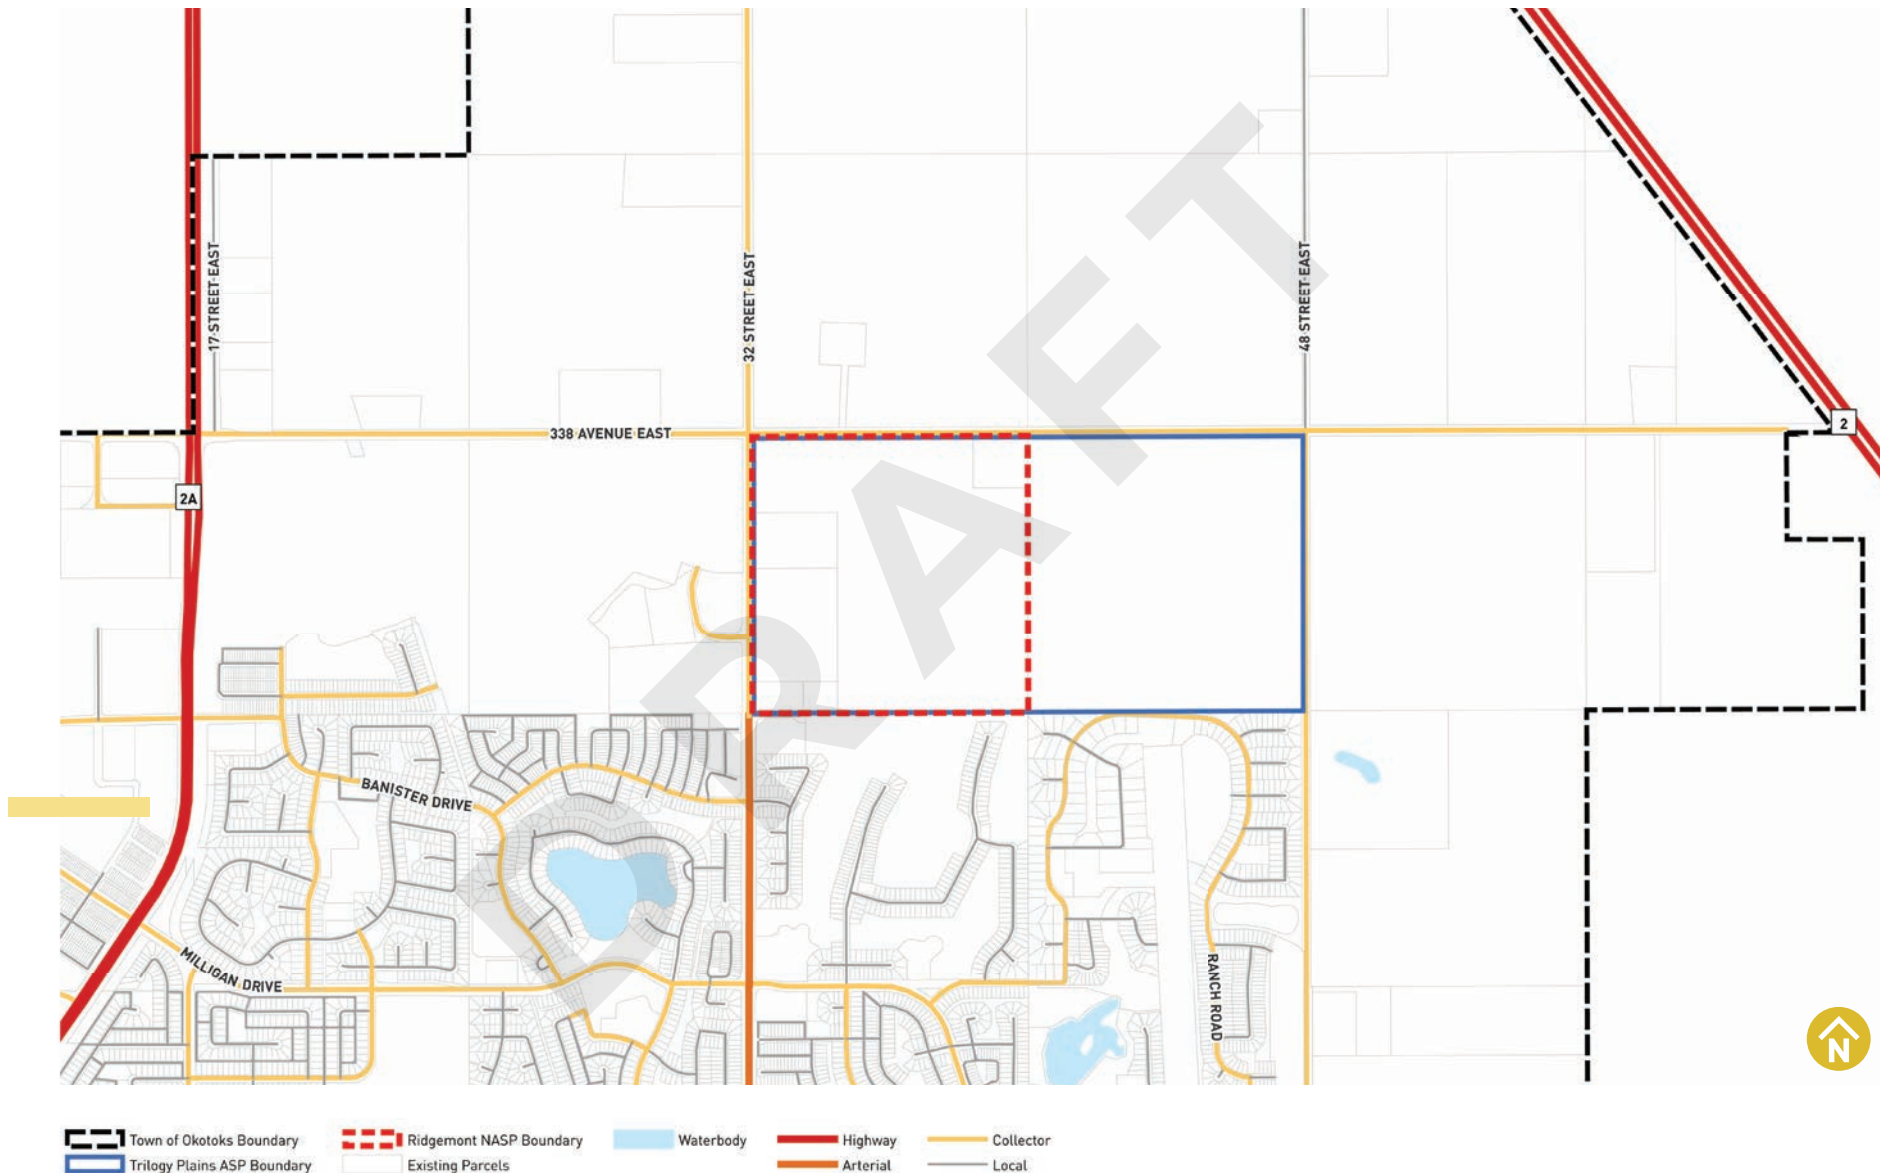 17 STREET EAST
32 STREET EAST
48 STREET EAST
338 AVENUE EAST
2
2A
DRAFT
BANISTER DRIVE
MILLIGAN DRIVE
RANCH ROAD
N
Town of Okotoks Boundary
Ridgemont NASP Boundary
Waterbody
Highway
Collector
Trilogy Plains ASP Boundary
Existing Parcels
Arterial
Local